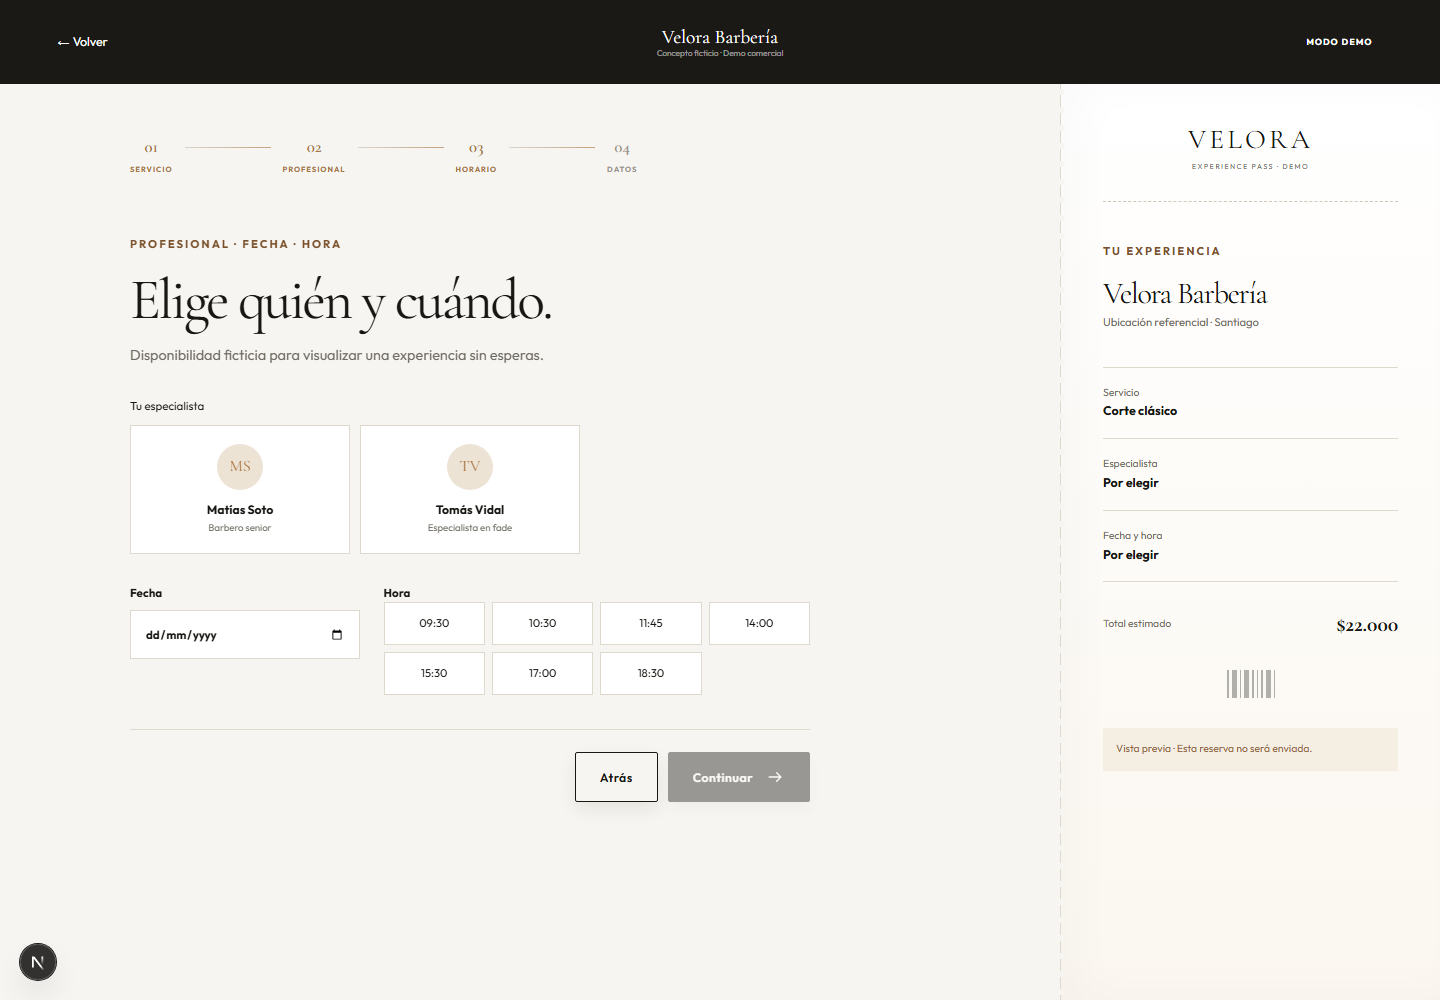 ← Volver
Velora Barbería
Concepto ficticio · Demo comercial
MODO DEMO
01
SERVICIO
02
PROFESIONAL
03
HORARIO
04
DATOS
PROFESIONAL · FECHA · HORA
Elige quién y cuándo.
Disponibilidad ficticia para visualizar una experiencia sin esperas.
Tu especialista
MS
Matías Soto
Barbero senior
TV
Tomás Vidal
Especialista en fade
Fecha
dd/mm/yyyy
Hora
09:30
10:30
11:45
14:00
15:30
17:00
18:30
Atrás
Continuar →
VELORA
EXPERIENCE PASS · DEMO
TU EXPERIENCIA
Velora Barbería
Ubicación referencial · Santiago
Servicio
Corte clásico
Especialista
Por elegir
Fecha y hora
Por elegir
Total estimado
$22.000
Vista previa · Esta reserva no será enviada.
N